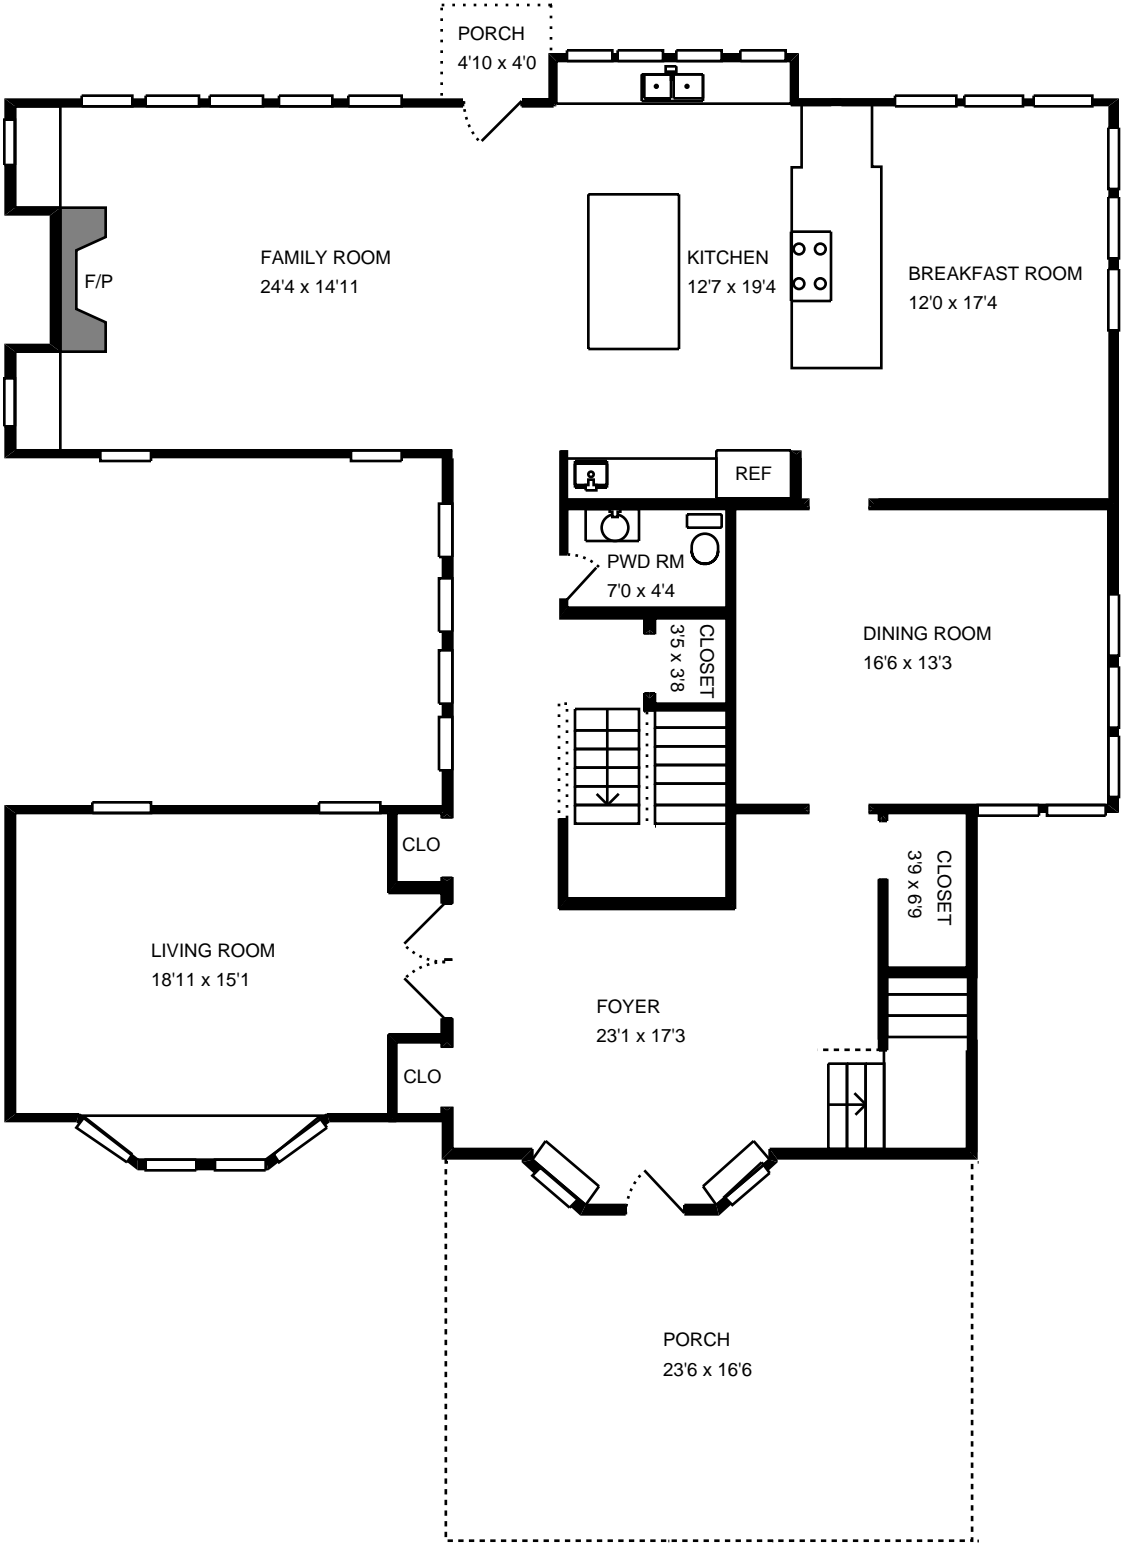 PORCH
4'10 x 4'0
FAMILY ROOM
24'4 x 14'11
F/P
KITCHEN
12'7 x 19'4
BREAKFAST ROOM
12'0 x 17'4
REF
PWD RM
7'0 x 4'4
CLOSET
3'5 x 3'8
DINING ROOM
16'6 x 13'3
CLO
CLOSET
3'9 x 6'9
LIVING ROOM
18'11 x 15'1
FOYER
23'1 x 17'3
CLO
PORCH
23'6 x 16'6